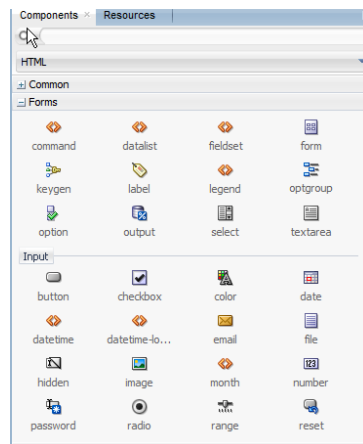 Components × Resources
HTML
Common
Forms
command datalist fieldset form
keygen label legend optgroup
option output select textarea
Input
button checkbox color date
datetime datetime-lo... email file
hidden image month number
password radio range reset